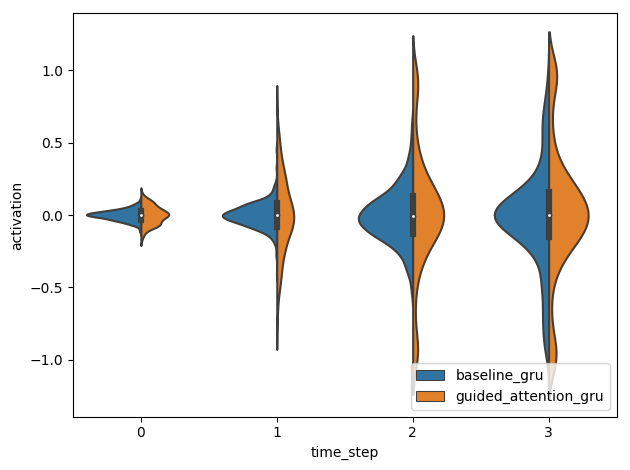 1.0
0.5
0.0
−0.5
−1.0
activation
0
1
2
3
time_step
baseline_gru
guided_attention_gru